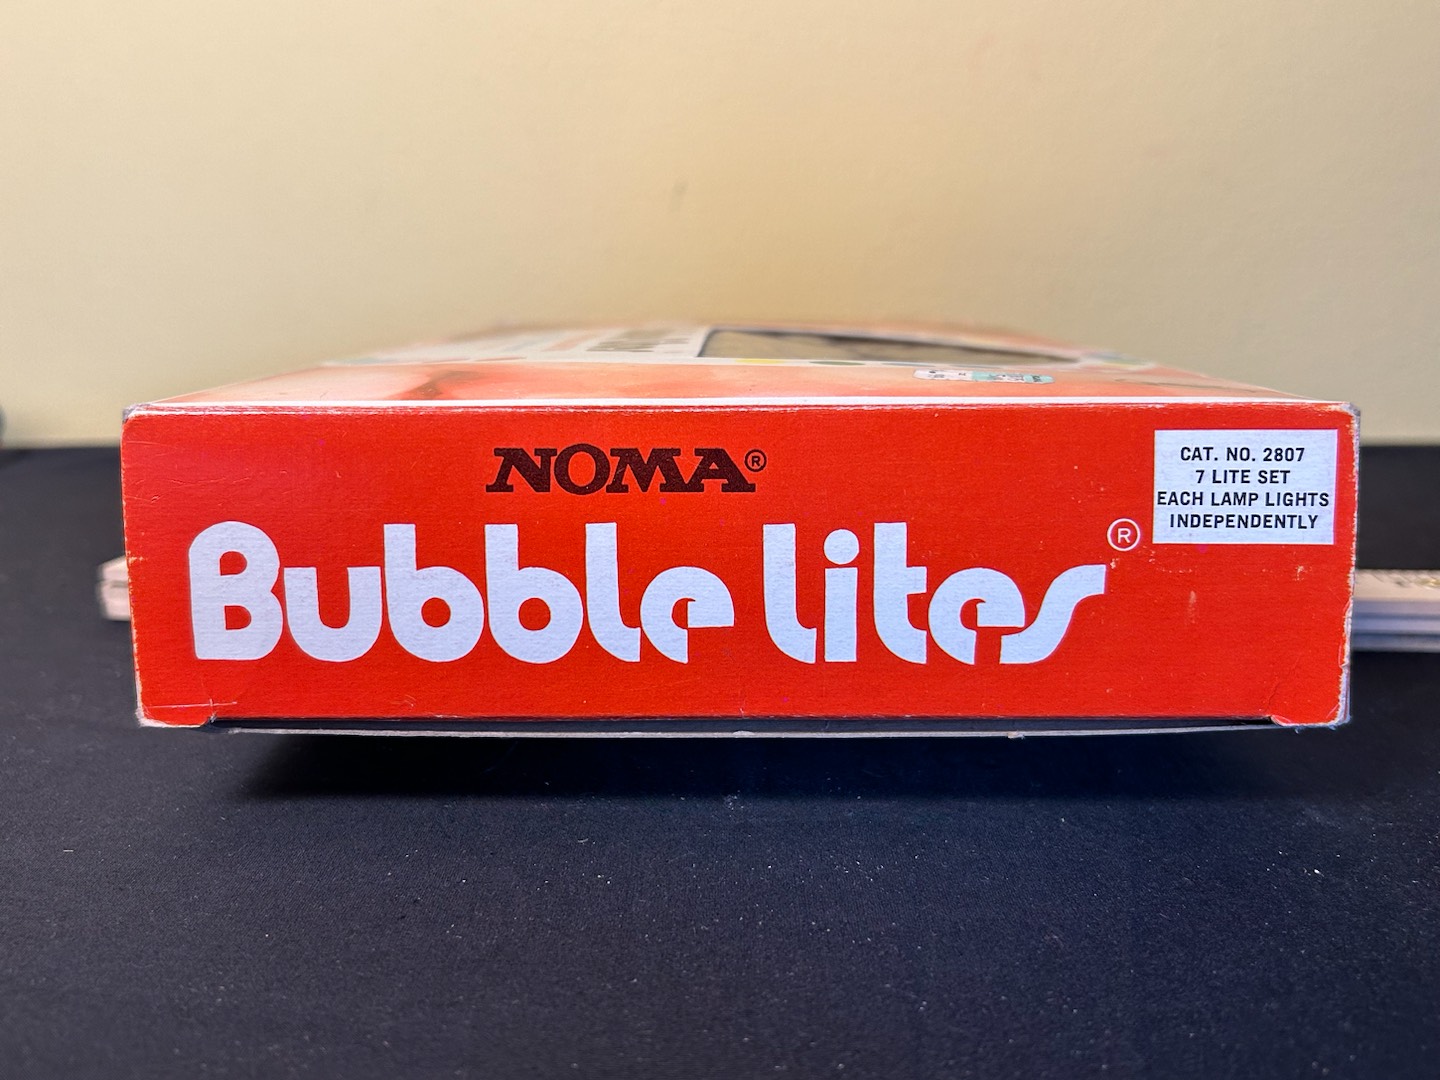 NOMA®
Bubble lites®
CAT. NO. 2807
7 LITE SET
EACH LAMP LIGHTS
INDEPENDENTLY